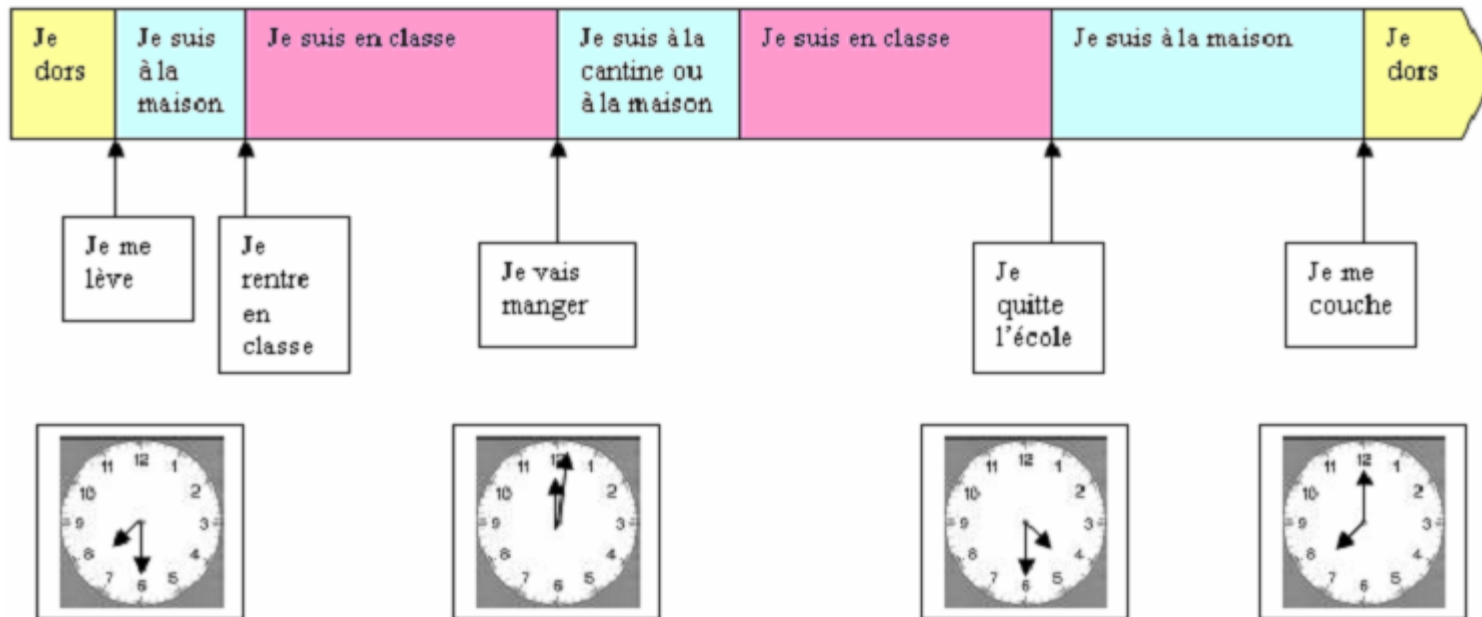 Je
dors
Je suis
à la
maison
Je suis en classe
Je suis à la
cantine ou
à la maison
Je suis en classe
Je suis à la maison
Je
dors
Je me
lève
Je
rentre
en
classe
Je vais
manger
Je
quitte
l'école
Je me
couche
12
1
2
3
4
5
6
7
8
9
10
11
12
1
2
3
4
5
6
7
8
9
10
11
12
1
2
3
4
5
6
7
8
9
10
11
12
1
2
3
4
5
6
7
8
9
10
11